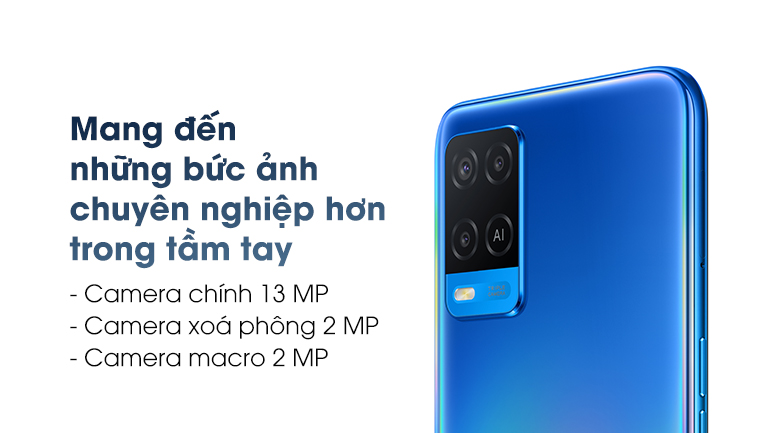 Mang đến
những bức ảnh
chuyên nghiệp hơn
trong tầm tay
- Camera chính 13 MP
- Camera xoá phông 2 MP
- Camera macro 2 MP
AI